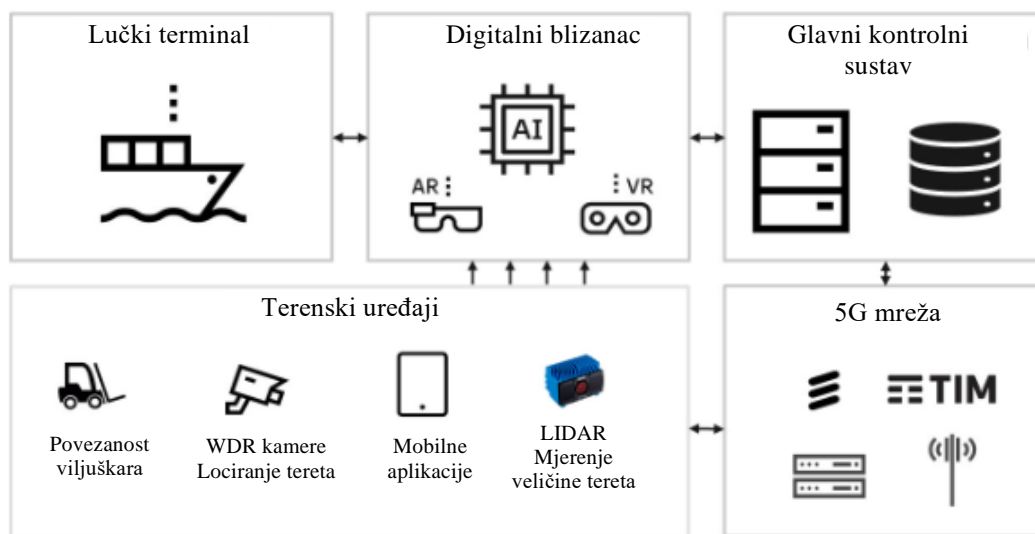 Lučki terminal
Digitalni blizanac
Glavni kontrolni
sustav
AI
AR
VR
Terenski uređaji
5G mreža
TIM
Povezanost
viljuškara
WDR kamere
Lociranje tereta
Mobilne
aplikacije
LIDAR
Mjerenje
veličine tereta